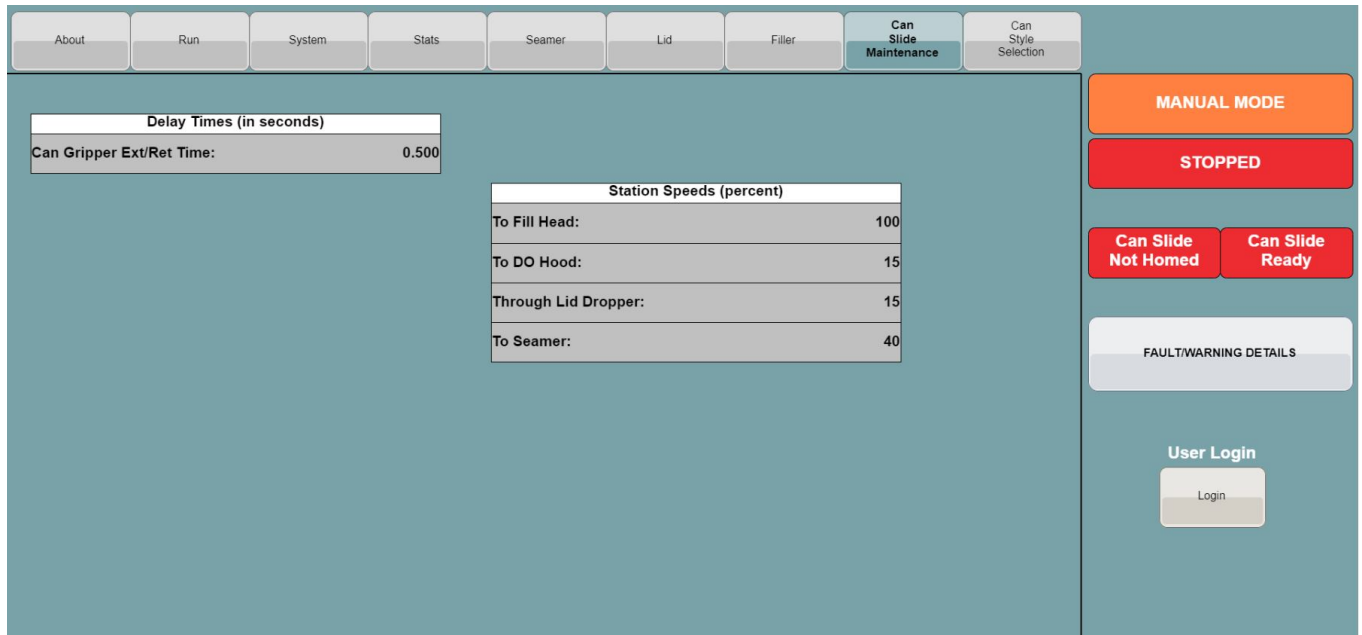 About
Run
System
Stats
Seamer
Lid
Filler
Can
Slide
Maintenance
Can
Style
Selection
MANUAL MODE
STOPPED
Delay Times (in seconds)
Can Gripper Ext/Ret Time: 0.500
Station Speeds (percent)
To Fill Head: 100
To DO Hood: 15
Through Lid Dropper: 15
To Seamer: 40
Can Slide
Not Homed
Can Slide
Ready
FAULT/WARNING DETAILS
User Login
Login